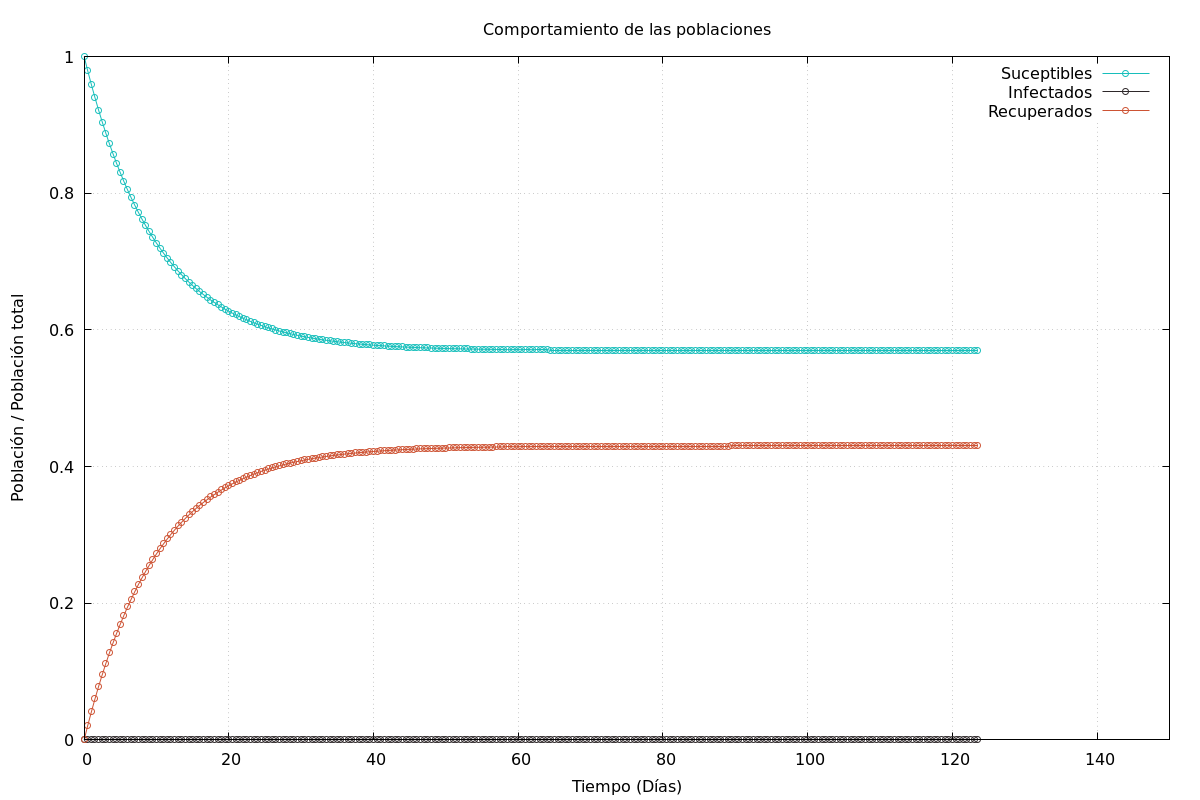 Comportamiento de las poblaciones
Suceptibles
Infectados
Recuperados
1
0.8
0.6
0.4
0.2
0
Población / Población total
0 20 40 60 80 100 120 140
Tiempo (Días)